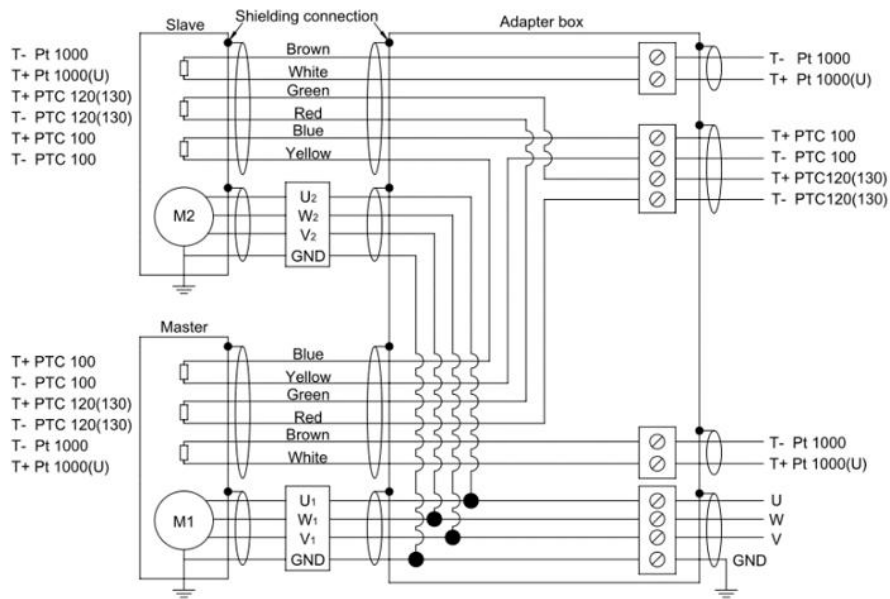 Slave
Shielding connection
Adapter box
T- Pt 1000
T+ Pt 1000(U)
T+ PTC 120(130)
T- PTC 120(130)
T+ PTC 100
T- PTC 100
Brown
White
Green
Red
Blue
Yellow
T- Pt 1000
T+ Pt 1000(U)
T+ PTC 100
T- PTC 100
T+ PTC120(130)
T- PTC120(130)
M2
U2
W2
V2
GND
Master
T+ PTC 100
T- PTC 100
T+ PTC 120(130)
T- PTC 120(130)
T- Pt 1000
T+ Pt 1000(U)
Blue
Yellow
Green
Red
Brown
White
T- Pt 1000
T+ Pt 1000(U)
M1
U1
W1
V1
GND
U
W
V
GND